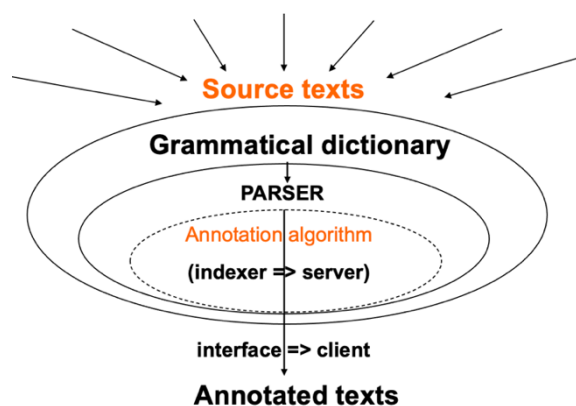 Source texts
Grammatical dictionary
PARSER
Annotation algorithm
(indexer => server)
interface => client
Annotated texts